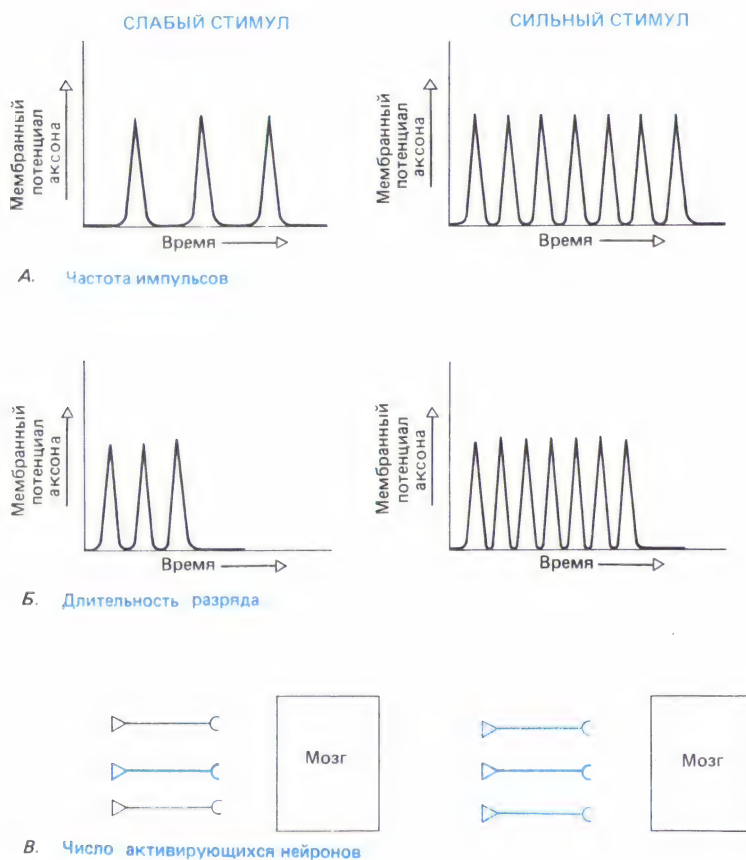 СЛАБЫЙ СТИМУЛ
СИЛЬНЫЙ СТИМУЛ
Мембранный
потенциал
аксона
Время
Мембранный
потенциал
аксона
Время
А. Частота импульсов
Мембранный
потенциал
аксона
Время
Мембранный
потенциал
аксона
Время
Б. Длительность разряда
Мозг
Мозг
В. Число активирующихся нейронов